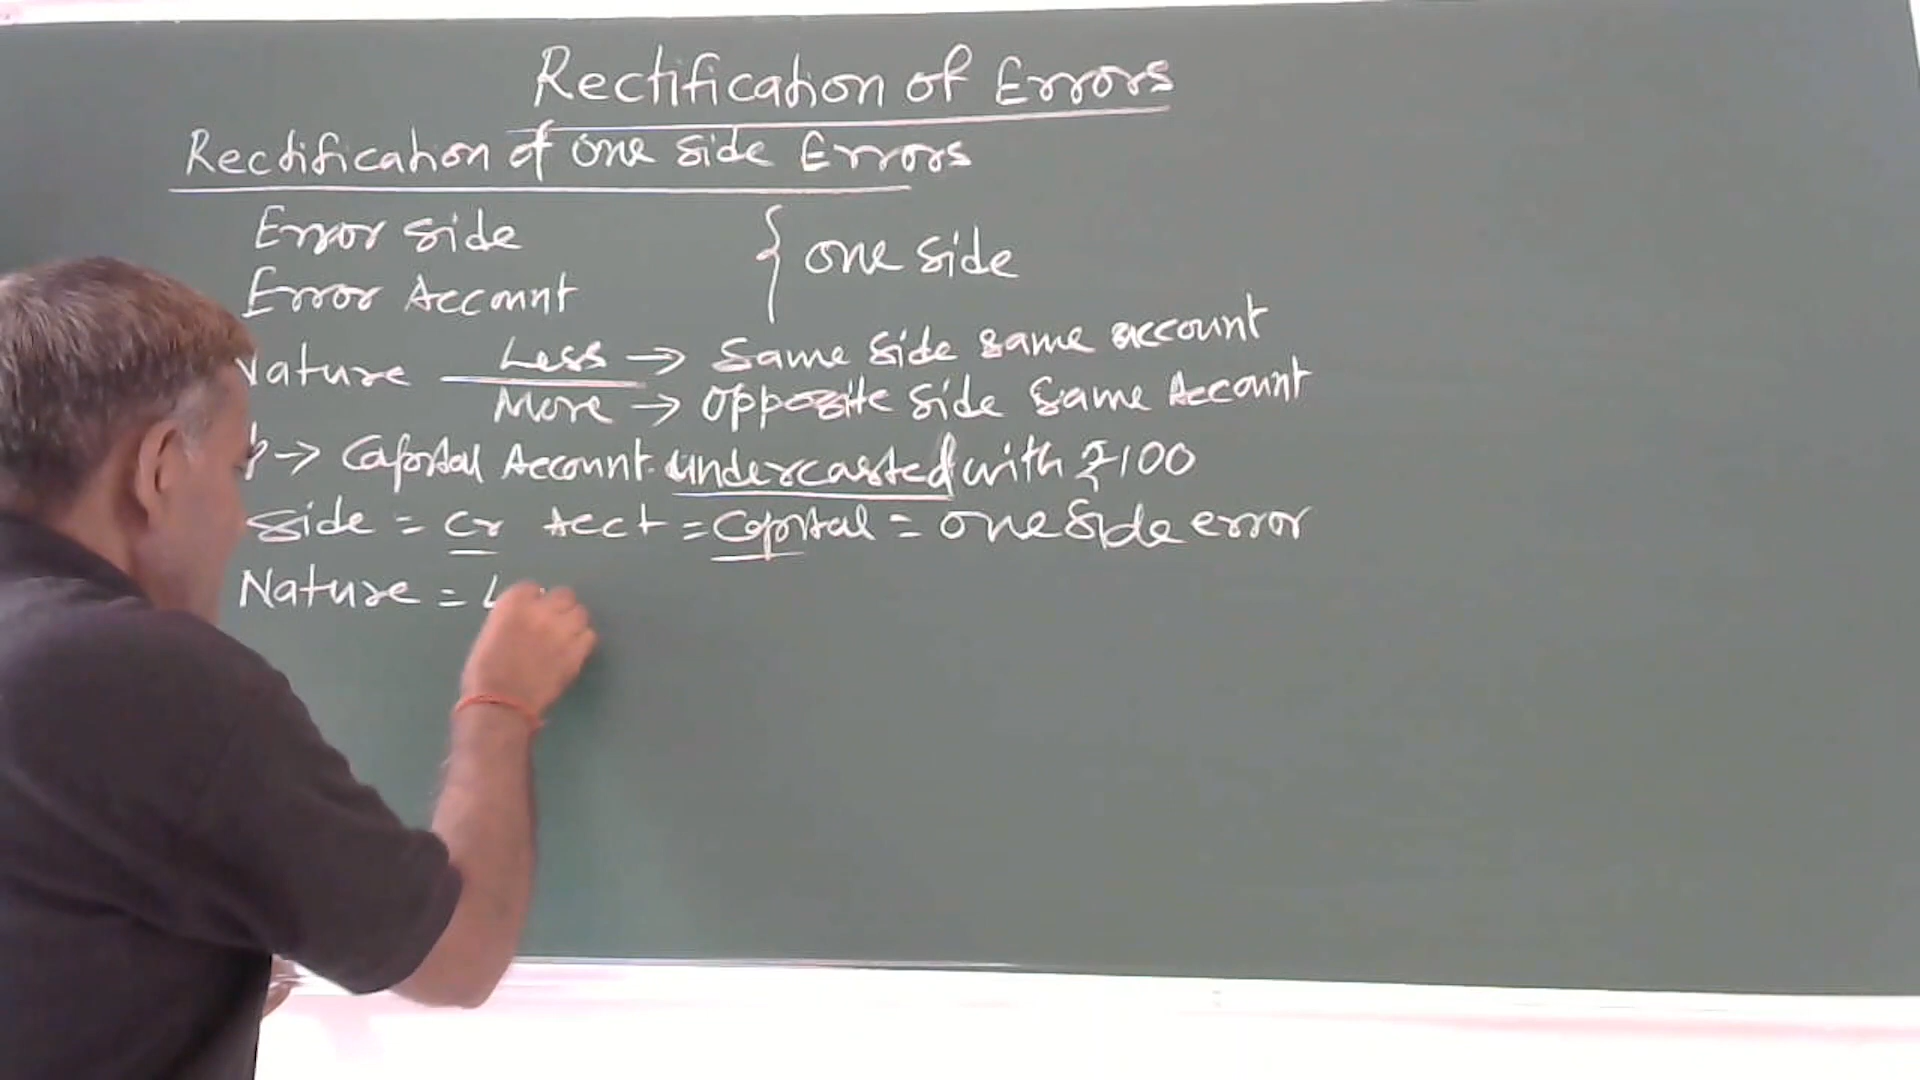 Rectification of Errors
Rectification of one side Errors
Error side
Error Account
{ one side
Nature Less → Same side same account
More → opposite side same Account
→ Capital Account undercasted with ₹100
Side = Cr Acct = Capital = one side error
Nature = L